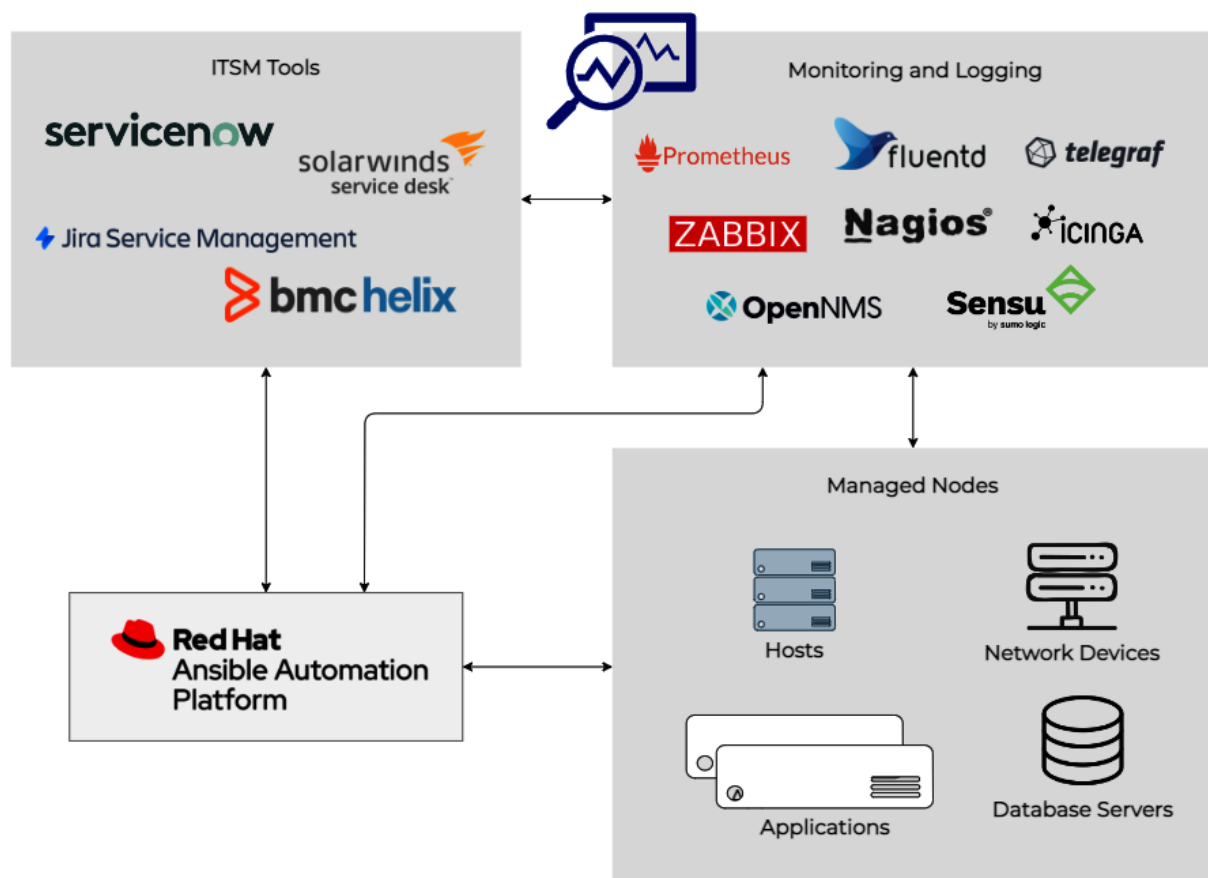 ITSM Tools
servicenow
solarwinds
service desk
Jira Service Management
bmc helix
Monitoring and Logging
Prometheus
fluentd
telegraf
ZABBIX
Nagios®
ICINGA
OpenNMS
Sensu
by sumo logic
Red Hat
Ansible Automation
Platform
Managed Nodes
Hosts
Network Devices
Applications
Database Servers